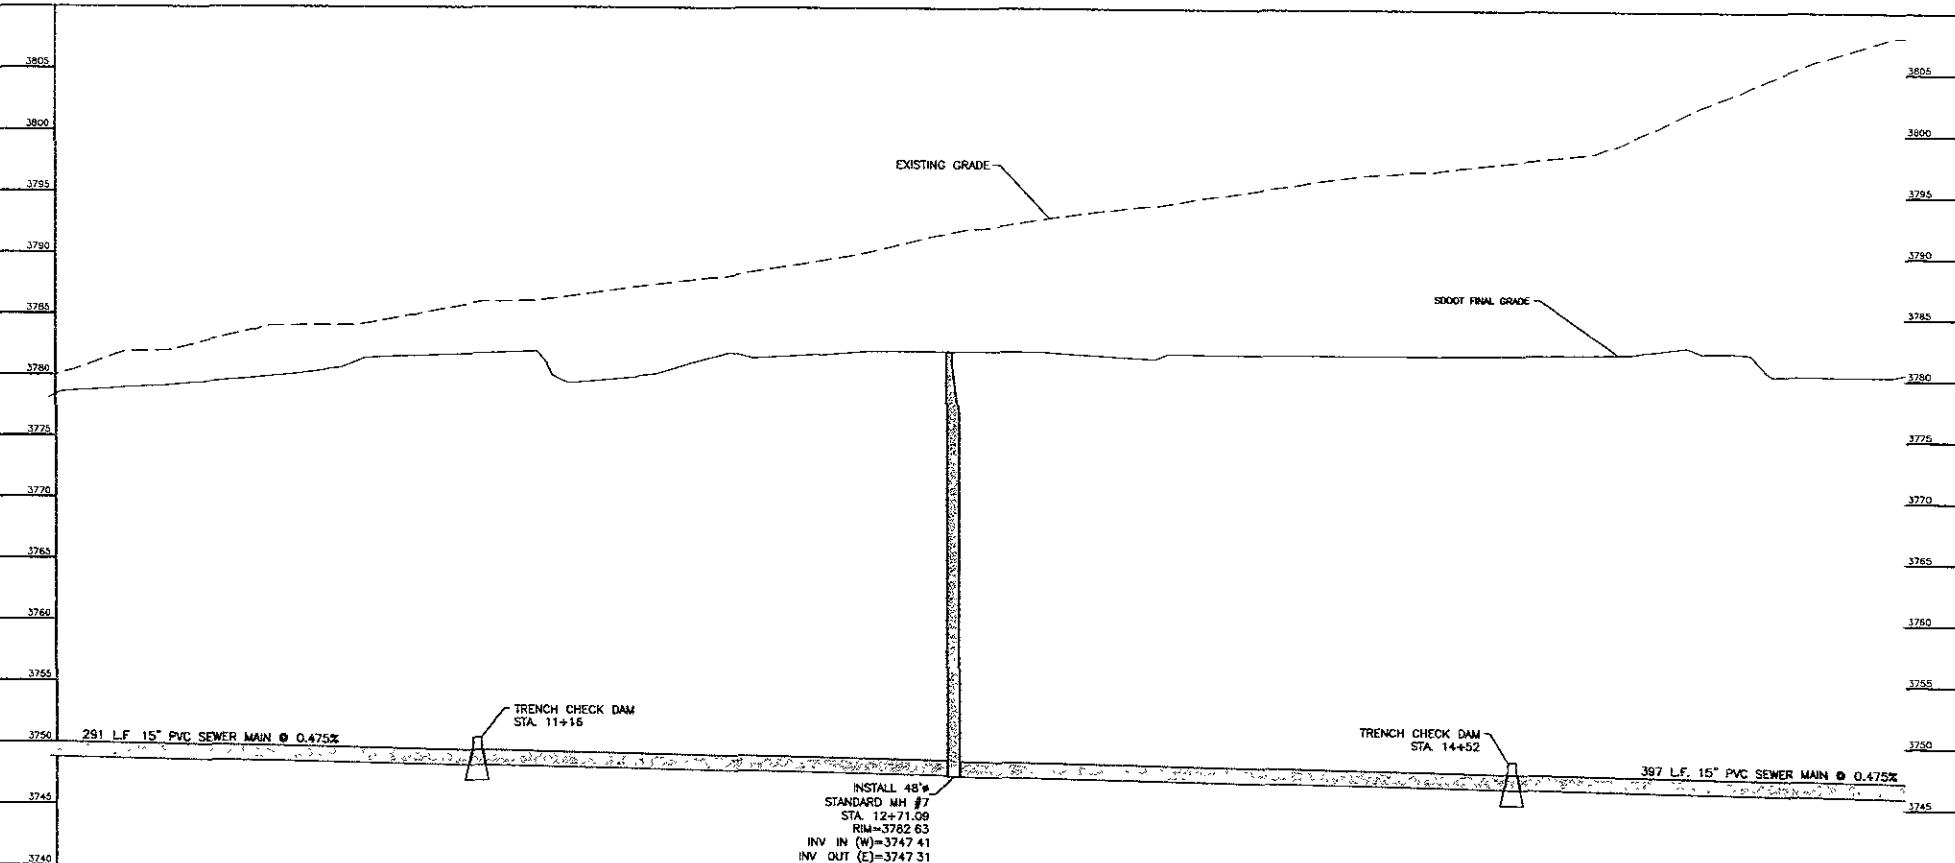 3805
3805
3800
3800
EXISTING GRADE
3795
3795
3790
3790
SDDOT FINAL GRADE
3785
3785
3780
3780
3775
3775
3770
3770
3765
3765
3760
3760
3755
3755
TRENCH CHECK DAM
STA. 11+16
3750
291 L.F 15" PVC SEWER MAIN @ 0.475%
TRENCH CHECK DAM
STA. 14+52
3750
397 L.F. 15" PVC SEWER MAIN @ 0.475%
3745
3745
INSTALL 48"ø
STANDARD MH #7
STA. 12+71.09
RIM=3782 63
INV IN (W)=3747 41
INV OUT (E)=3747 31
3740